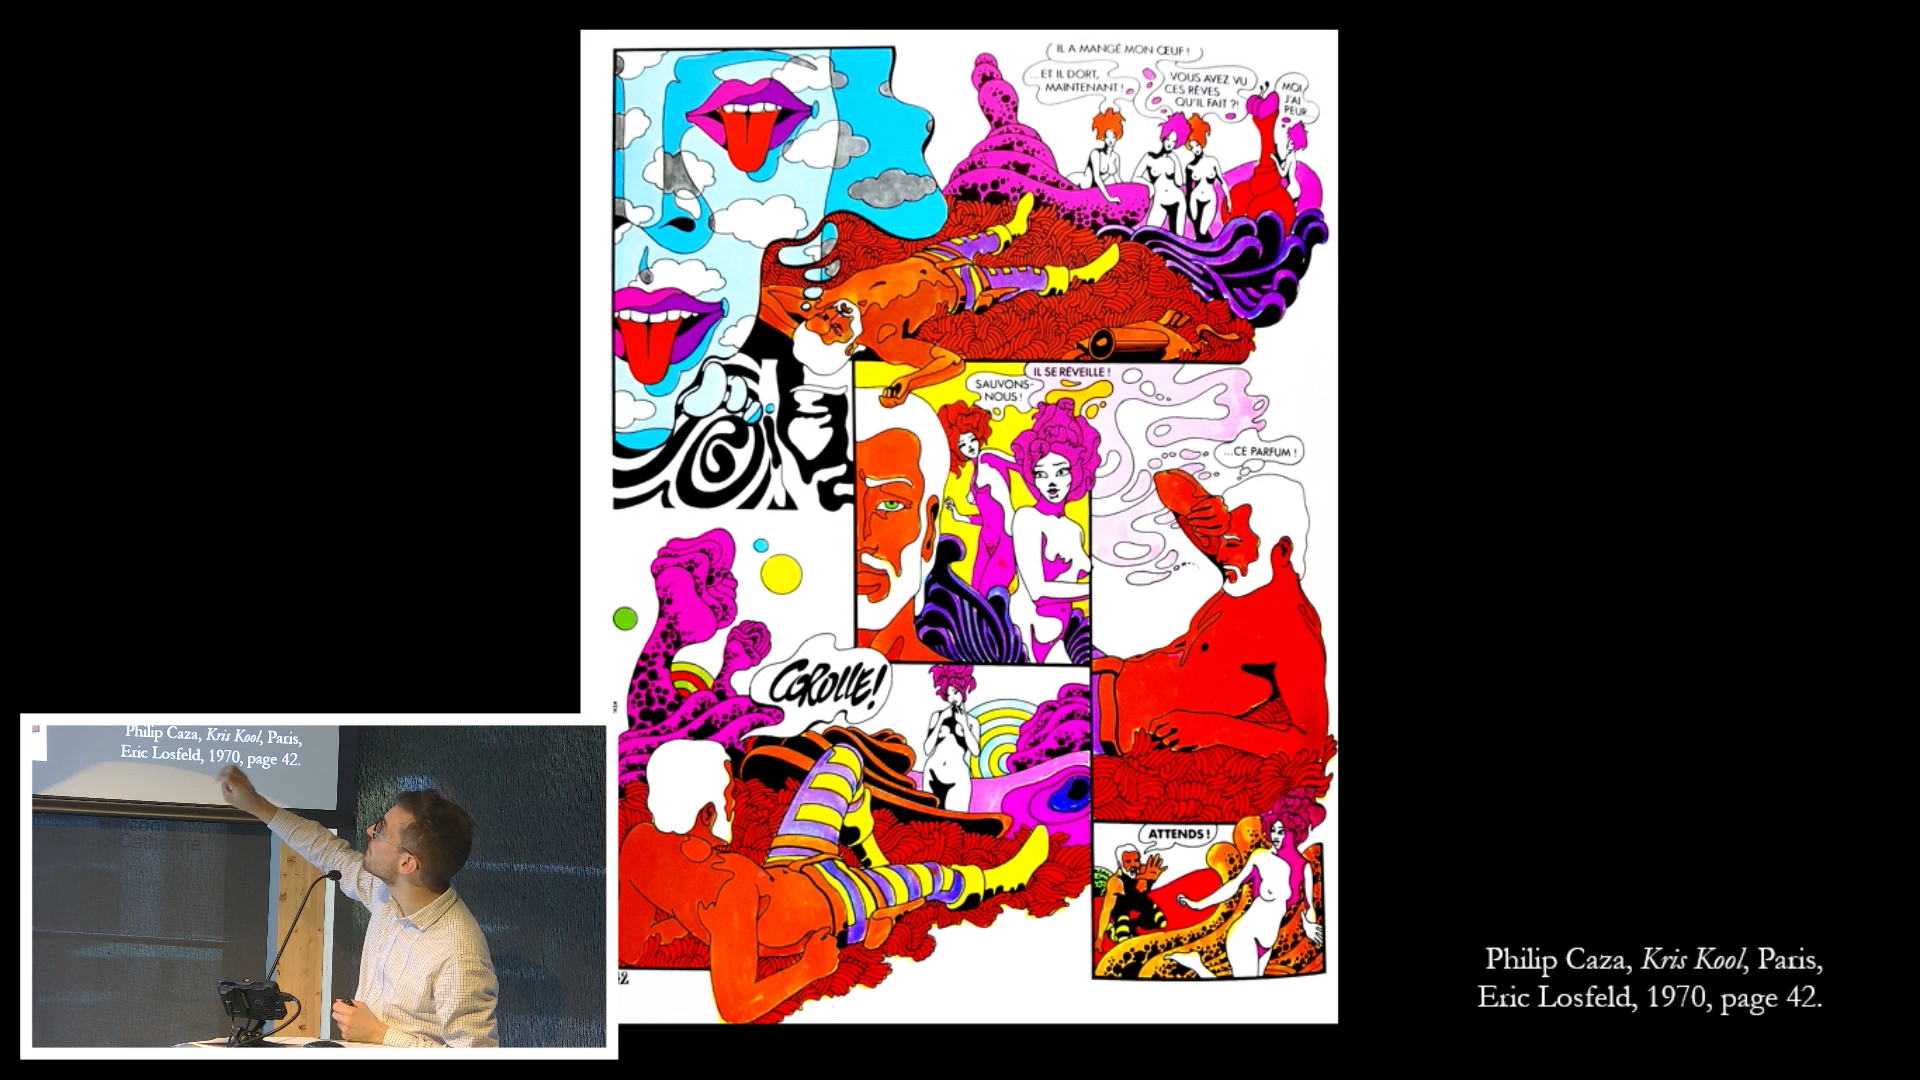 IL A MANGÉ MON ŒUF !
...ET IL DORT,
MAINTENANT !
VOUS AVEZ VU
CES RÊVES
QU'IL FAIT ?!
MOI
J'AI
PEUR...
SAUVONS-
NOUS !
IL SE RÉVEILLE !
...CE PARFUM !
COROLLE!
ATTENDS !
42
Philip Caza, Kris Kool, Paris,
Eric Losfeld, 1970, page 42.
Philip Caza, Kris Kool, Paris,
Eric Losfeld, 1970, page 42.